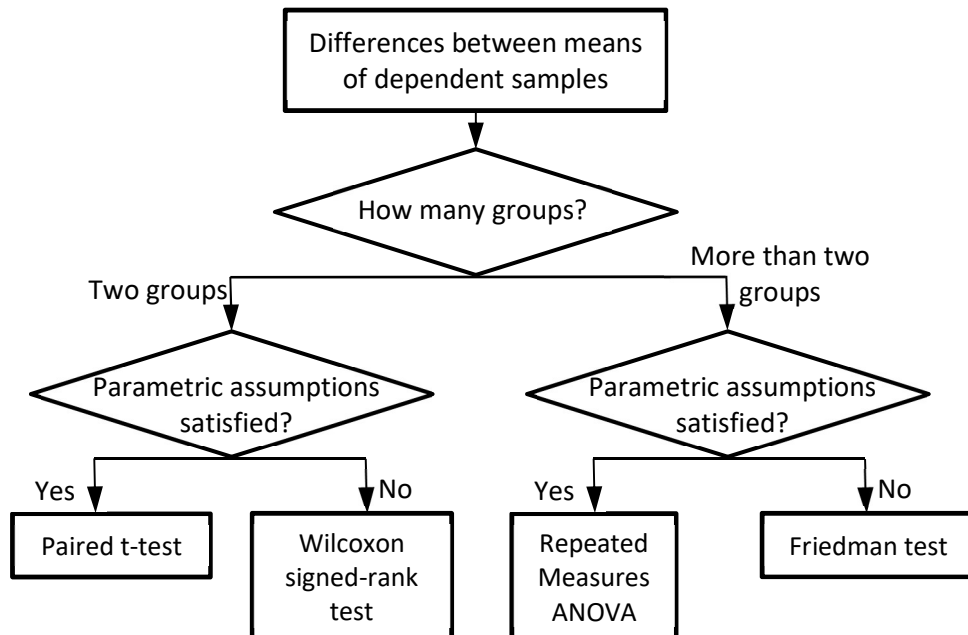 Differences between means
of dependent samples
How many groups?
Two groups
More than two
groups
Parametric assumptions
satisfied?
Parametric assumptions
satisfied?
Yes
No
Yes
No
Paired t-test
Wilcoxon
signed-rank
test
Repeated
Measures
ANOVA
Friedman test